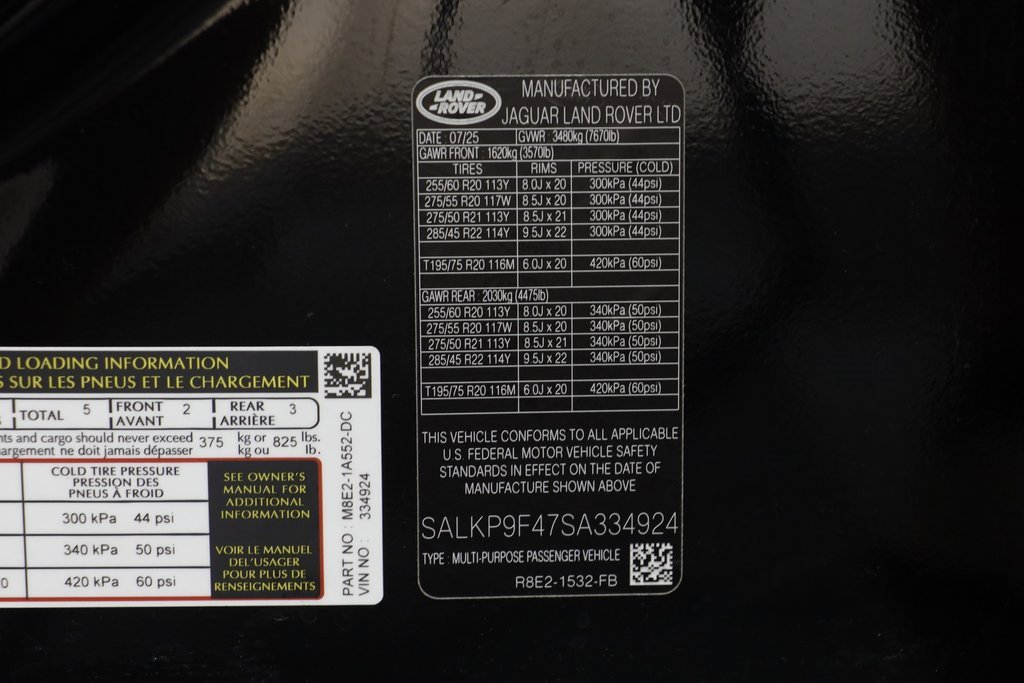 LAND-
-ROVER
MANUFACTURED BY
JAGUAR LAND ROVER LTD
DATE : 07/25 GVWR : 3480kg (7670lb)
GAWR FRONT : 1620kg (3570lb)
TIRES RIMS PRESSURE (COLD)
255/60 R20 113Y 8.0J x 20 300kPa (44psi)
275/55 R20 117W 8.5J x 20 300kPa (44psi)
275/50 R21 113Y 8.5J x 21 300kPa (44psi)
285/45 R22 114Y 9.5J x 22 300kPa (44psi)
T195/75 R20 116M 6.0J x 20 420kPa (60psi)
GAWR REAR : 2030kg (4475lb)
255/60 R20 113Y 8.0J x 20 340kPa (50psi)
275/55 R20 117W 8.5J x 20 340kPa (50psi)
275/50 R21 113Y 8.5J x 21 340kPa (50psi)
285/45 R22 114Y 9.5J x 22 340kPa (50psi)
T195/75 R20 116M 6.0J x 20 420kPa (60psi)
THIS VEHICLE CONFORMS TO ALL APPLICABLE
U.S. FEDERAL MOTOR VEHICLE SAFETY
STANDARDS IN EFFECT ON THE DATE OF
MANUFACTURE SHOWN ABOVE
SALKP9F47SA334924
TYPE : MULTI-PURPOSE PASSENGER VEHICLE
R8E2-1532-FB
D LOADING INFORMATION
S SUR LES PNEUS ET LE CHARGEMENT
TOTAL 5 FRONT 2 REAR 3
AVANT ARRIÈRE
nts and cargo should never exceed 375 kg or 825 lbs.
argement ne doit jamais dépasser kg ou lb.
COLD TIRE PRESSURE
PRESSION DES
PNEUS À FROID
300 kPa 44 psi
340 kPa 50 psi
0 420 kPa 60 psi
SEE OWNER'S
MANUAL FOR
ADDITIONAL
INFORMATION
VOIR LE MANUEL
DEL'USAGER
POUR PLUS DE
RENSEIGNEMENTS
PART NO : M8E2-1A552-DC
VIN NO : 334924